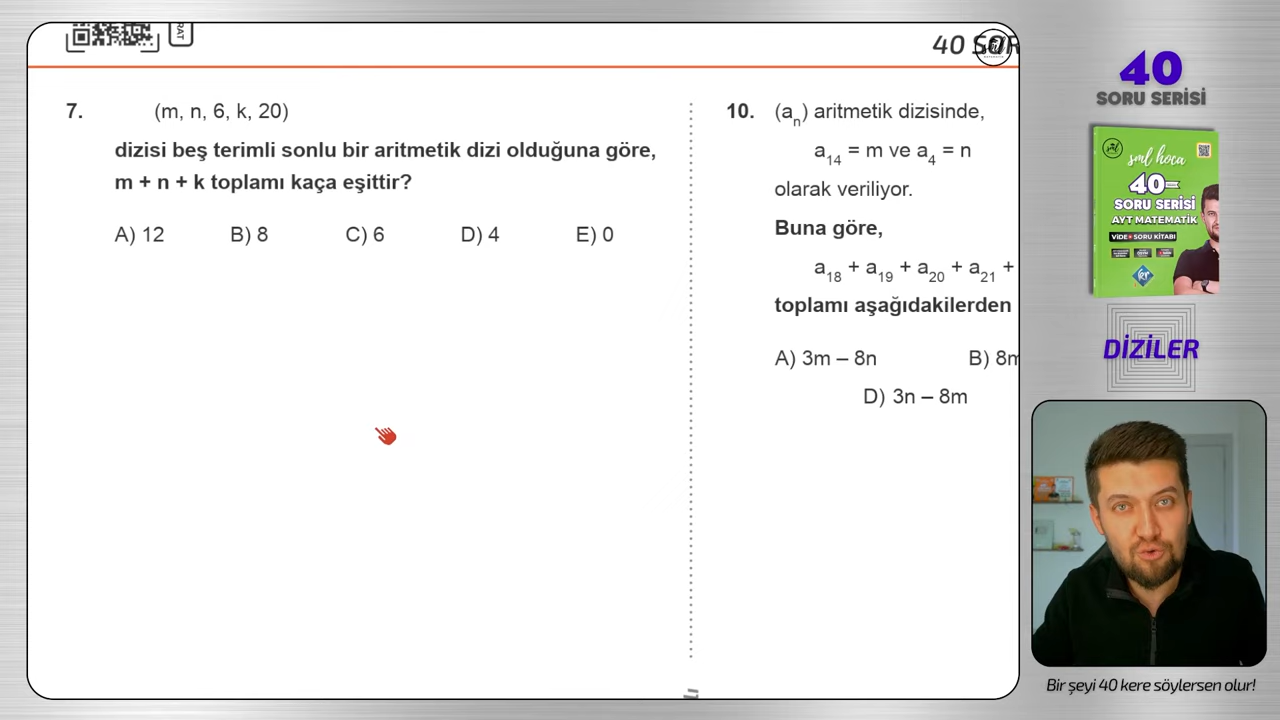 40 SOR
7. (m, n, 6, k, 20)
dizisi beş terimli sonlu bir aritmetik dizi olduğuna göre,
m + n + k toplamı kaça eşittir?
A) 12 B) 8 C) 6 D) 4 E) 0
10. (aₙ) aritmetik dizisinde,
a₁₄ = m ve a₄ = n
olarak veriliyor.
Buna göre,
a₁₈ + a₁₉ + a₂₀ + a₂₁ +
toplamı aşağıdakilerden
A) 3m – 8n B) 8m
D) 3n – 8m
40
SORU SERİSİ
sml hoca
40
SORU SERİSİ
AYT MATEMATİK
VİDEO SORU KİTABI
DİZİLER
Bir şeyi 40 kere söylersen olur!